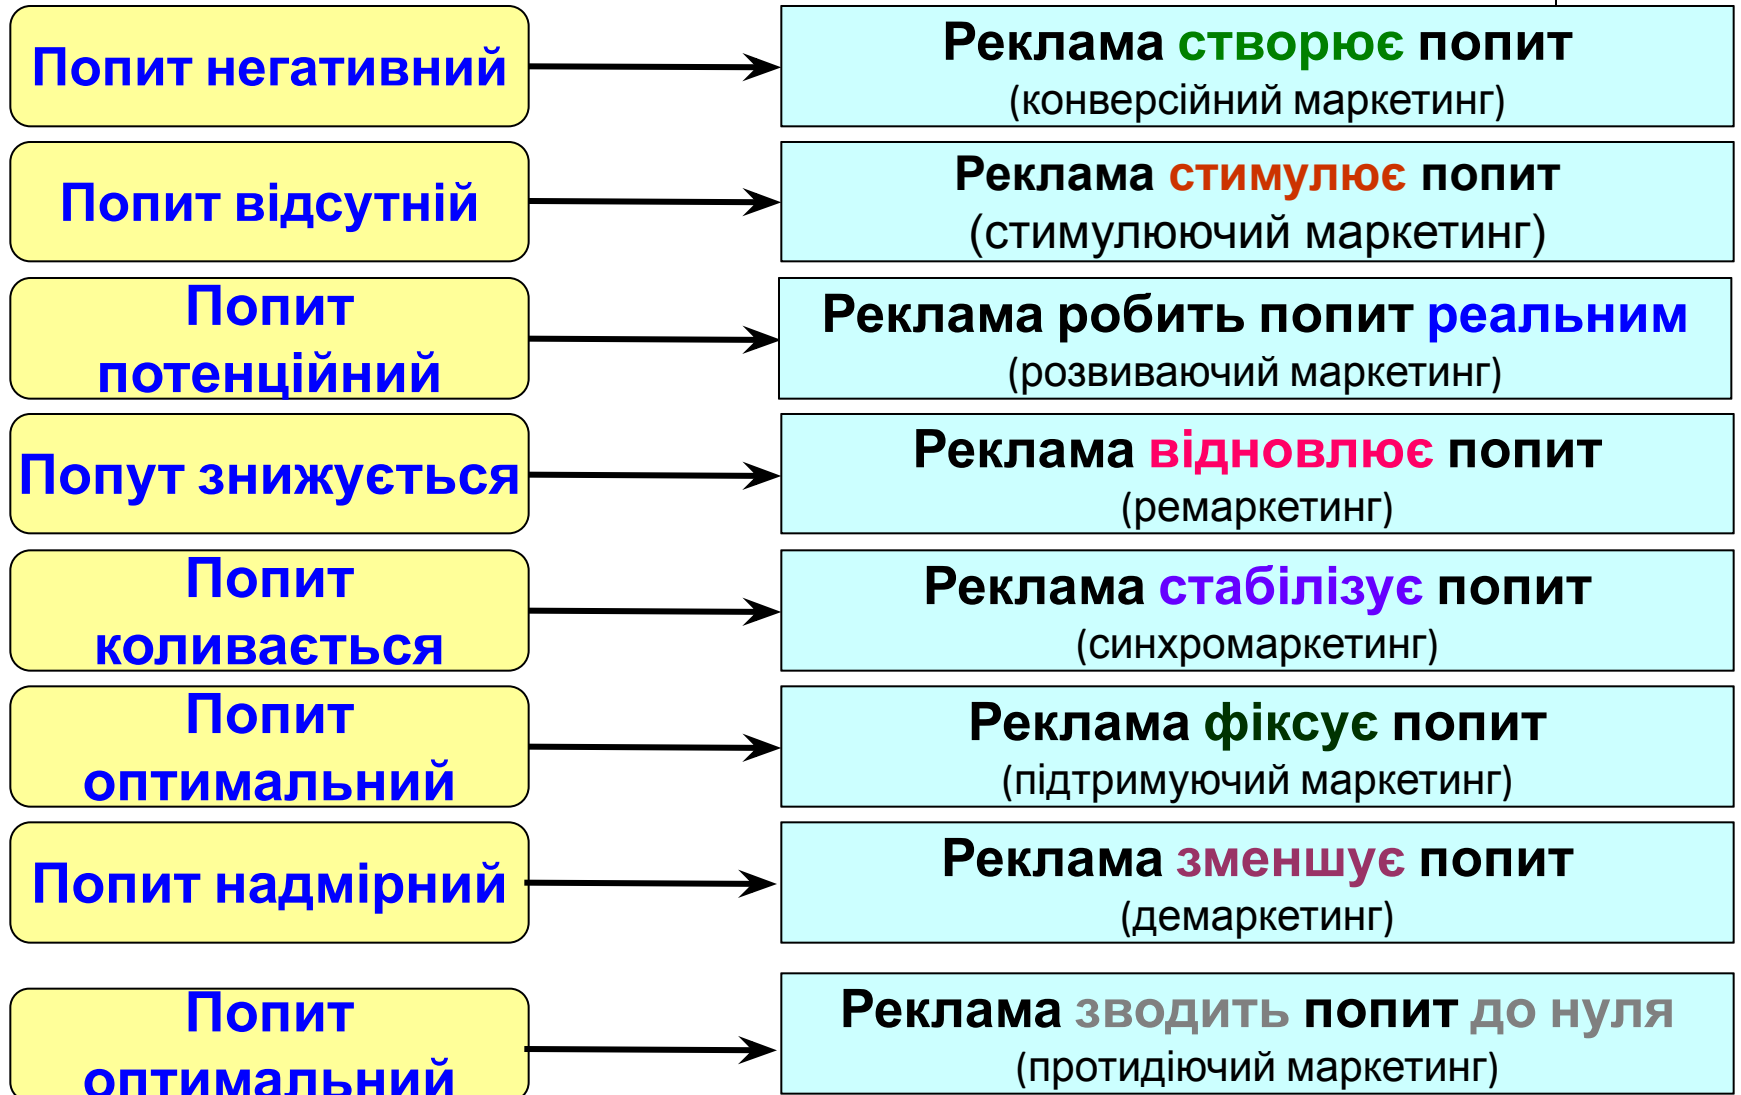 Попит негативний
Реклама створює попит
(конверсійний маркетинг)
Попит відсутній
Реклама стимулює попит
(стимулюючий маркетинг)
Попит
потенційний
Реклама робить попит реальним
(розвиваючий маркетинг)
Попут знижується
Реклама відновлює попит
(ремаркетинг)
Попит
коливається
Реклама стабілізує попит
(синхромаркетинг)
Попит
оптимальний
Реклама фіксує попит
(підтримуючий маркетинг)
Попит надмірний
Реклама зменшує попит
(демаркетинг)
Попит
оптимальний
Реклама зводить попит до нуля
(протидіючий маркетинг)